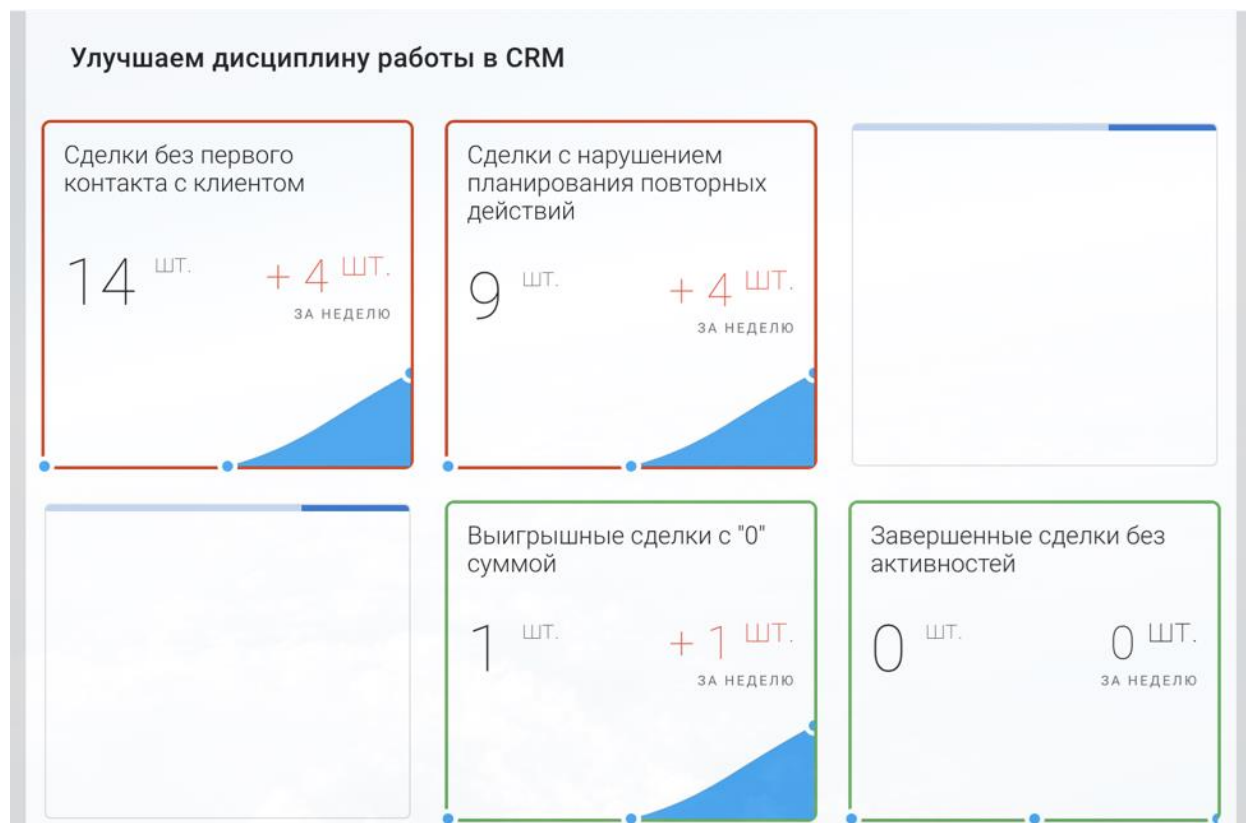 Улучшаем дисциплину работы в CRM
Сделки без первого
контакта с клиентом
14 шт.
+ 4 шт.
ЗА НЕДЕЛЮ
Сделки с нарушением
планирования повторных
действий
9 шт.
+ 4 шт.
ЗА НЕДЕЛЮ
Выигрышные сделки с "0"
суммой
1 шт.
+ 1 шт.
ЗА НЕДЕЛЮ
Завершенные сделки без
активностей
0 шт.
0 шт.
ЗА НЕДЕЛЮ